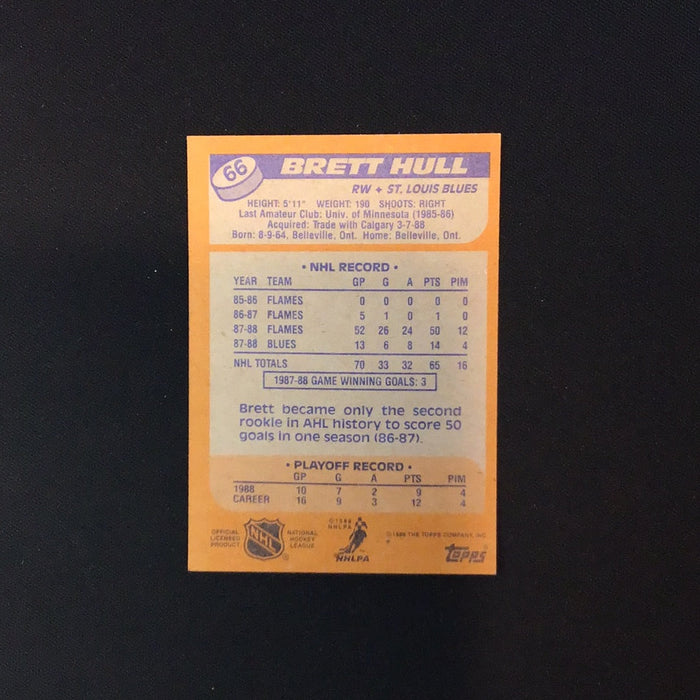 66
BRETT HULL
RW + ST. LOUIS BLUES
HEIGHT: 5'11" WEIGHT: 190 SHOOTS: RIGHT
Last Amateur Club: Univ. of Minnesota (1985-86)
Acquired: Trade with Calgary 3-7-88
Born: 8-9-64, Belleville, Ont. Home: Belleville, Ont.
• NHL RECORD •
YEAR TEAM GP G A PTS PIM
85-86 FLAMES 0 0 0 0 0
86-87 FLAMES 5 1 0 1 0
87-88 FLAMES 52 26 24 50 12
87-88 BLUES 13 6 8 14 4
NHL TOTALS 70 33 32 65 16
1987-88 GAME WINNING GOALS: 3
Brett became only the second
rookie in AHL history to score 50
goals in one season (86-87).
• PLAYOFF RECORD •
GP G A PTS PIM
1988 10 7 2 9 4
CAREER 16 9 3 12 4
OFFICIAL
LICENSED
PRODUCT
NHL
NATIONAL
HOCKEY
LEAGUE
©1988
NHLPA
NHLPA
©1988 THE TOPPS COMPANY, INC.
topps